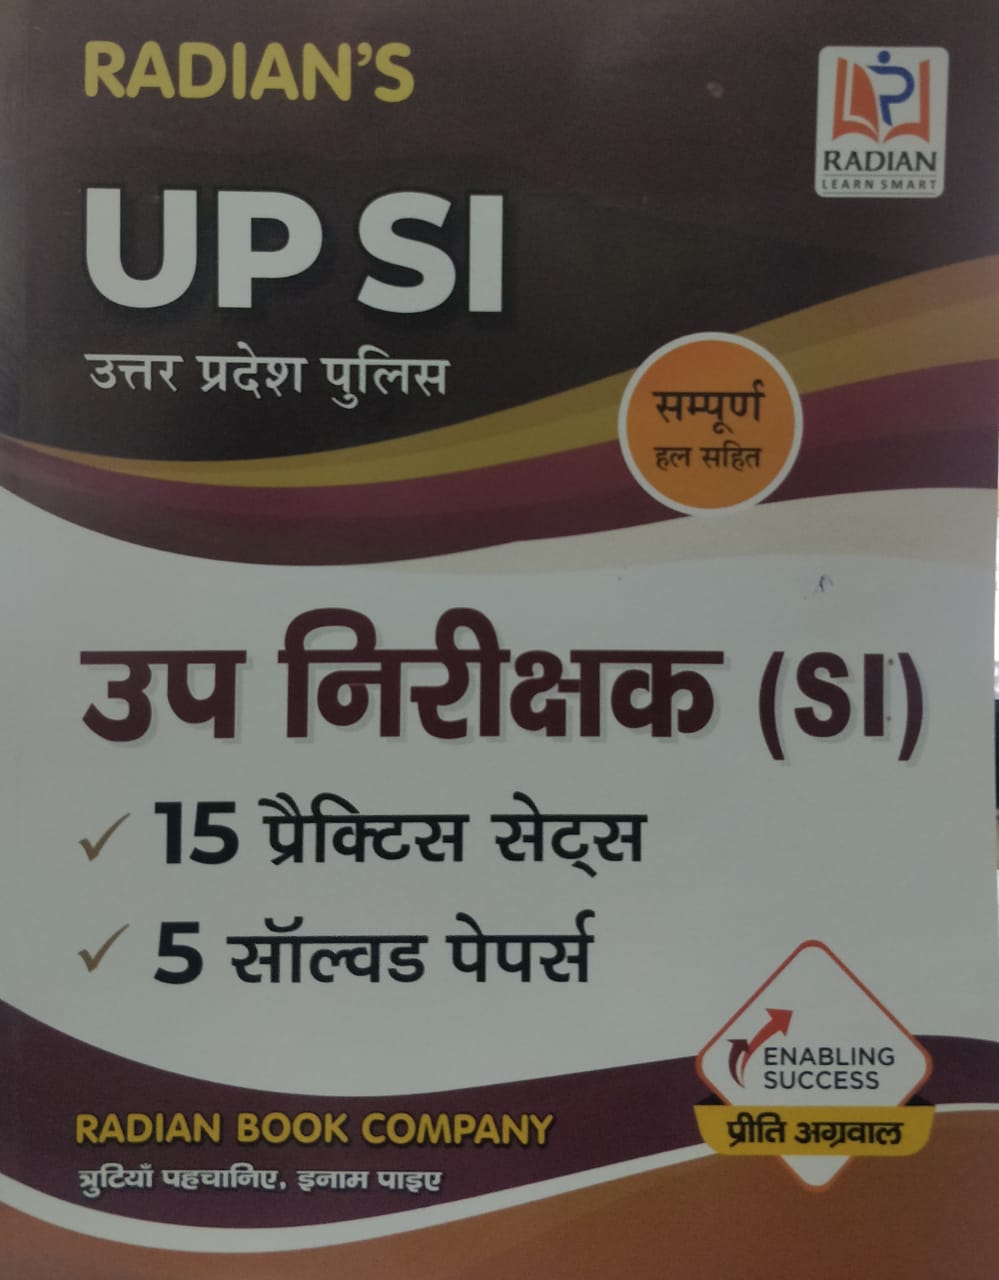 RADIAN'S
RADIAN
LEARN SMART
UP SI
उत्तर प्रदेश पुलिस
सम्पूर्ण
हल सहित
उप निरीक्षक (SI)
✓ 15 प्रैक्टिस सेट्स
✓ 5 सॉल्वड पेपर्स
ENABLING
SUCCESS
RADIAN BOOK COMPANY
प्रीति अग्रवाल
त्रुटियाँ पहचानिए, इनाम पाइए